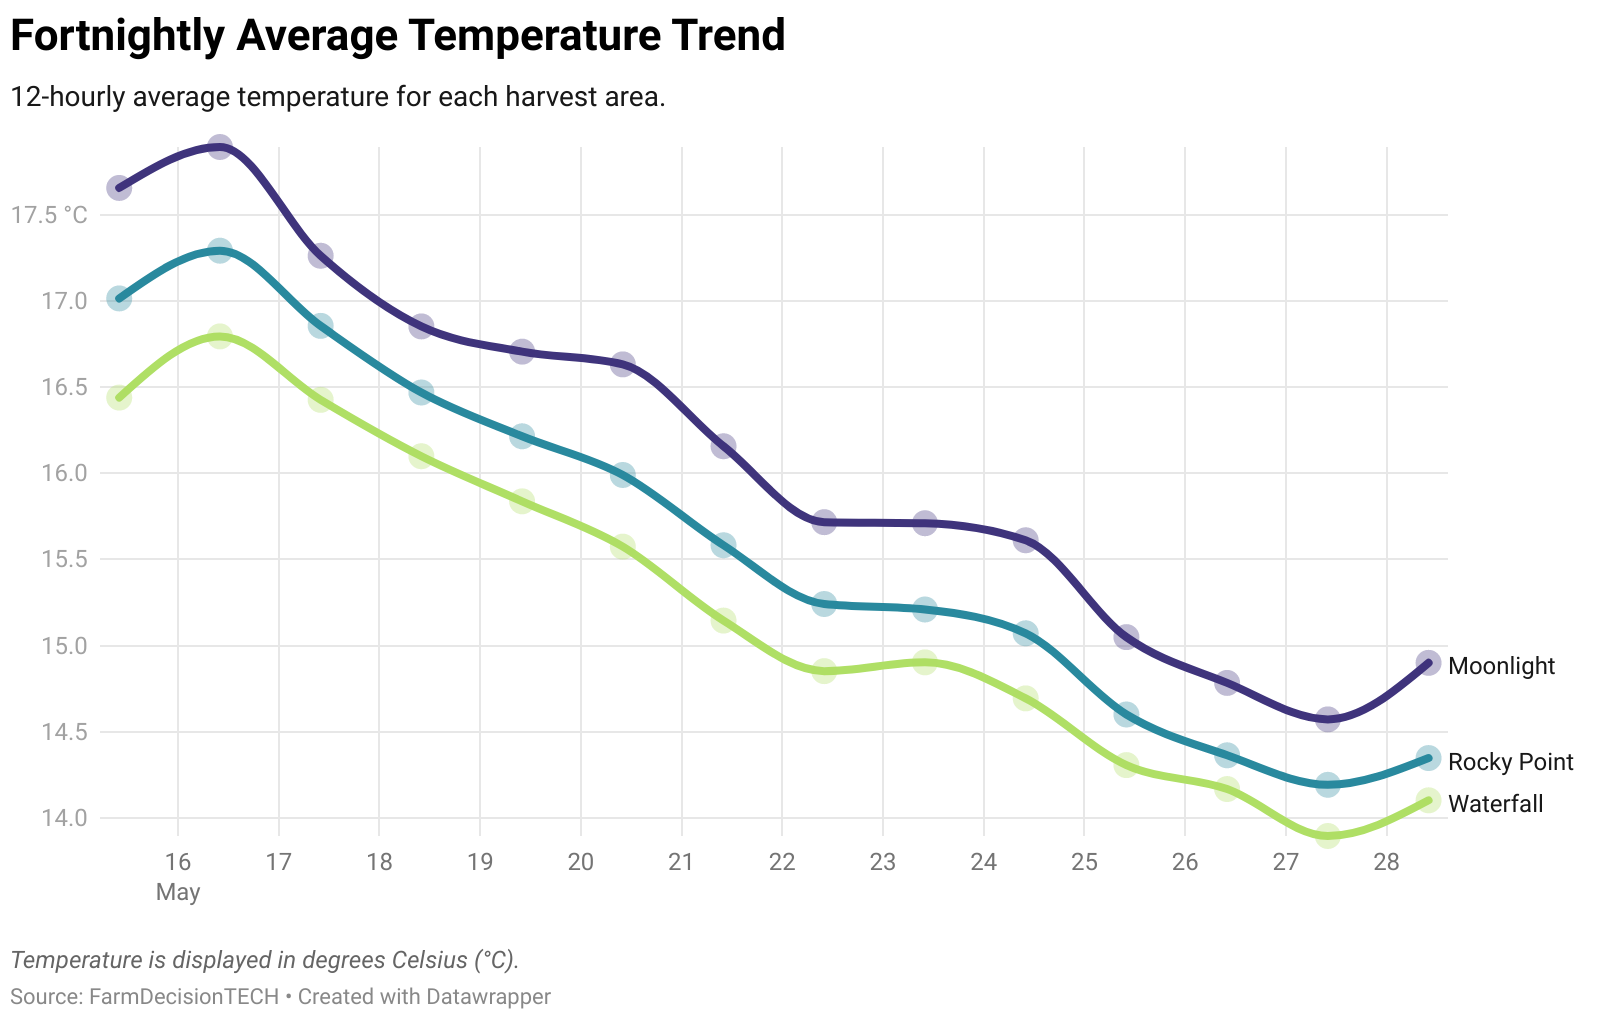 Fortnightly Average Temperature Trend
12-hourly average temperature for each harvest area.
17.5 °C
17.0
16.5
16.0
15.5
15.0
14.5
14.0
Moonlight
Rocky Point
Waterfall
16 17 18 19 20 21 22 23 24 25 26 27 28
May
Temperature is displayed in degrees Celsius (°C).
Source: FarmDecisionTECH • Created with Datawrapper